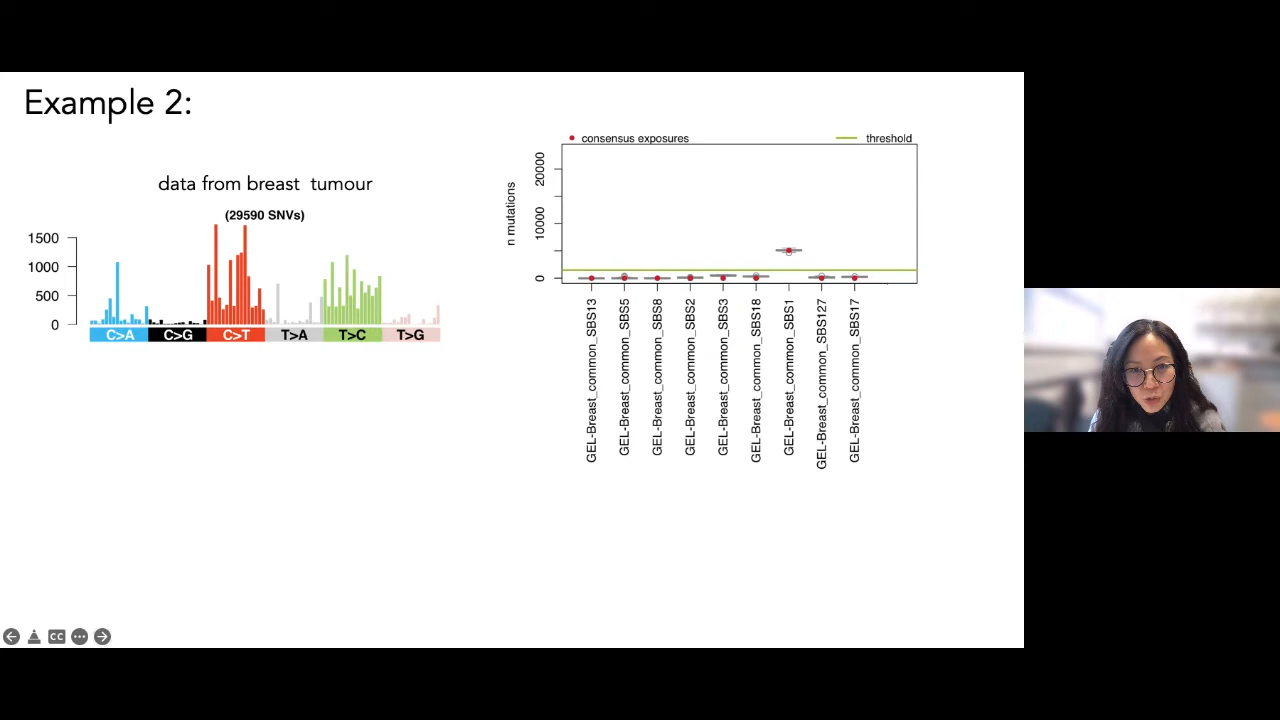 Example 2:
data from breast tumour
(29590 SNVs)
1500
1000
500
0
C>A C>G C>T T>A T>C T>G
consensus exposures
threshold
n mutations
20000
10000
0
GEL-Breast_common_SBS13
GEL-Breast_common_SBS5
GEL-Breast_common_SBS8
GEL-Breast_common_SBS2
GEL-Breast_common_SBS3
GEL-Breast_common_SBS18
GEL-Breast_common_SBS1
GEL-Breast_common_SBS127
GEL-Breast_common_SBS17
CC